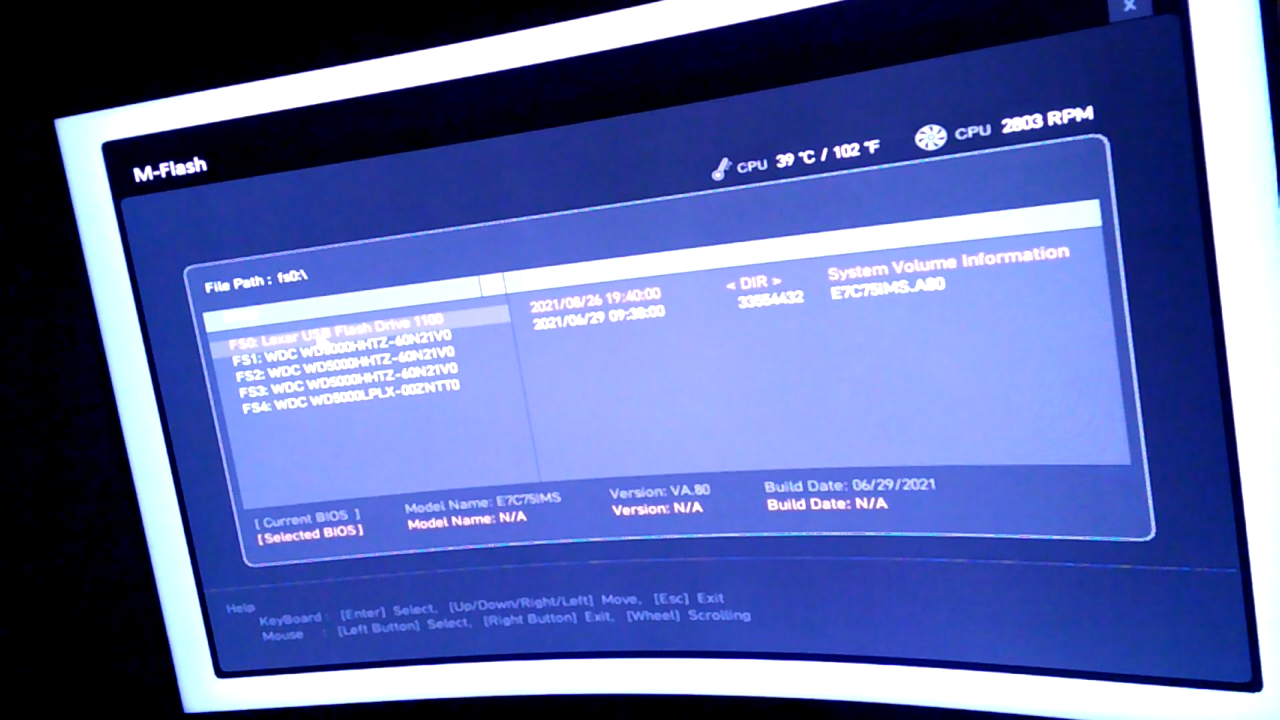 X
M-Flash
CPU 39 °C / 102 °F
CPU 2803 RPM
File Path : fs0:\
FS0: Lexar USB Flash Drive 1100
FS1: WDC WD5000HHTZ-60N21V0
FS2: WDC WD5000HHTZ-60N21V0
FS3: WDC WD5000HHTZ-60N21V0
FS4: WDC WD5000LPLX-00ZNTT0
2021/08/26 19:40:00 < DIR > System Volume Information
2021/06/29 09:38:00 33554432 E7C75IMS.A80
[ Current BIOS ] Model Name: E7C75IMS Version: VA.80 Build Date: 06/29/2021
[Selected BIOS] Model Name: N/A Version: N/A Build Date: N/A
Help
KeyBoard : [Enter] Select, [Up/Down/Right/Left] Move, [Esc] Exit
Mouse : [Left Button] Select, [Right Button] Exit, [Wheel] Scrolling